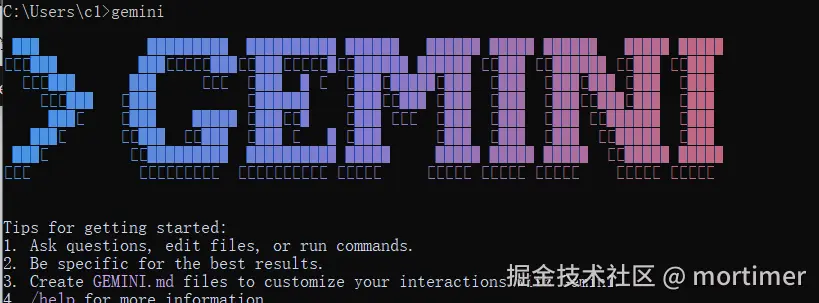 C:\Users\cl>gemini
GEMINI
Tips for getting started:
1. Ask questions, edit files, or run commands.
2. Be specific for the best results.
3. Create GEMINI.md files to customize your interactions
掘金技术社区 @ mortimer
4. /help for more information